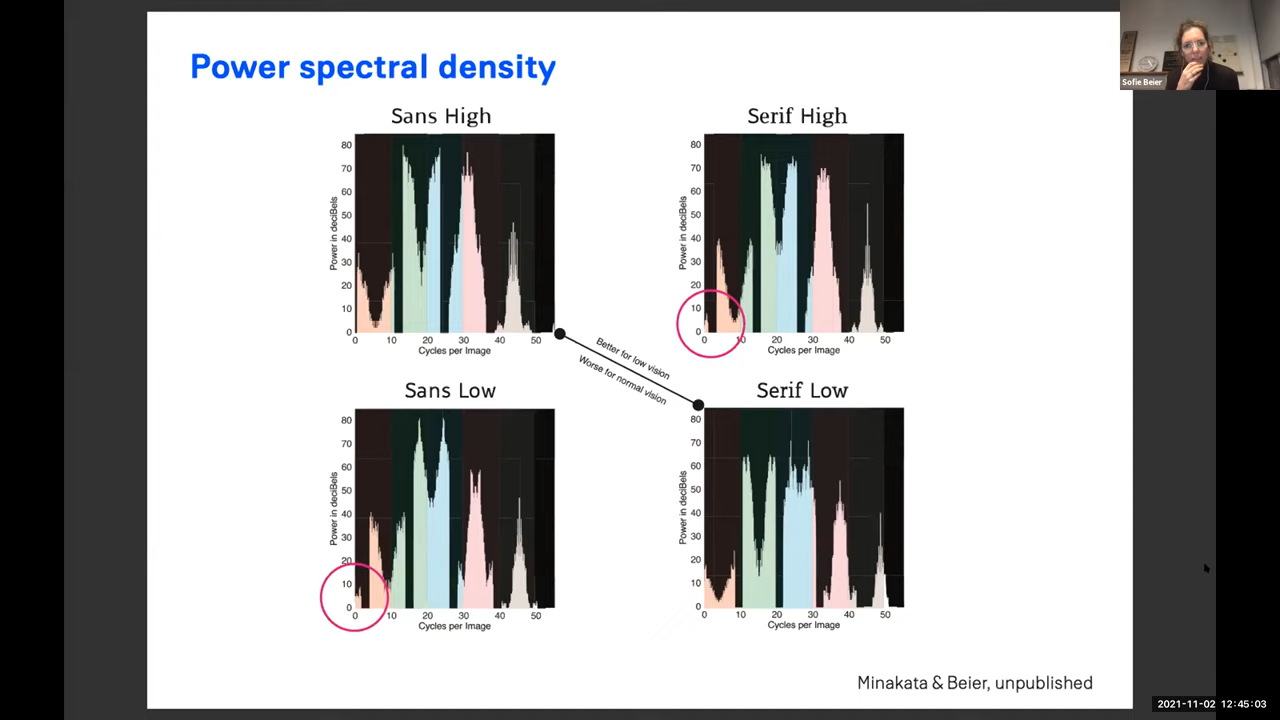 Power spectral density
Sofie Beier
Sans High
80
70
60
50
40
30
20
10
0
Power in deciBels
0 10 20 30 40 50
Cycles per Image
Serif High
80
70
60
50
40
30
20
10
0
Power in deciBels
0 10 20 30 40 50
Cycles per Image
Better for low vision
Worse for normal vision
Sans Low
80
70
60
50
40
30
20
10
0
Power in deciBels
0 10 20 30 40 50
Cycles per Image
Serif Low
80
70
60
50
40
30
20
10
0
Power in deciBels
0 10 20 30 40 50
Cycles per Image
Minakata & Beier, unpublished
2021-11-02 12:45:03